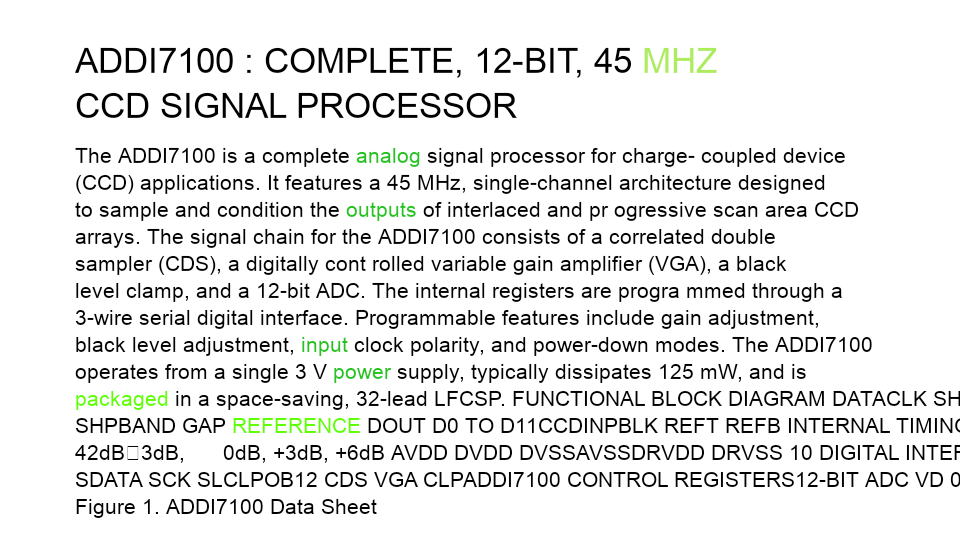 ADDI7100 : COMPLETE, 12-BIT, 45 MHZ
CCD SIGNAL PROCESSOR
The ADDI7100 is a complete analog signal processor for charge- coupled device
(CCD) applications. It features a 45 MHz, single-channel architecture designed
to sample and condition the outputs of interlaced and pr ogressive scan area CCD
arrays. The signal chain for the ADDI7100 consists of a correlated double
sampler (CDS), a digitally cont rolled variable gain amplifier (VGA), a black
level clamp, and a 12-bit ADC. The internal registers are progra mmed through a
3-wire serial digital interface. Programmable features include gain adjustment,
black level adjustment, input clock polarity, and power-down modes. The ADDI7100
operates from a single 3 V power supply, typically dissipates 125 mW, and is
packaged in a space-saving, 32-lead LFCSP. FUNCTIONAL BLOCK DIAGRAM DATACLK SH
SHPBAND GAP REFERENCE DOUT D0 TO D11CCDINPBLK REFT REFB INTERNAL TIMING
42dB□3dB, 0dB, +3dB, +6dB AVDD DVDD DVSSAVSSDRVDD DRVSS 10 DIGITAL INTER
SDATA SCK SLCLPOB12 CDS VGA CLPADDI7100 CONTROL REGISTERS12-BIT ADC VD 0
Figure 1. ADDI7100 Data Sheet